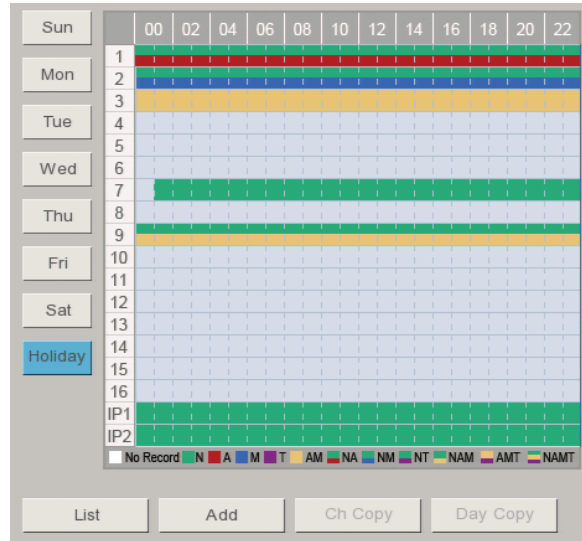 Sun
Mon
Tue
Wed
Thu
Fri
Sat
Holiday
00 02 04 06 08 10 12 14 16 18 20 22
1
2
3
4
5
6
7
8
9
10
11
12
13
14
15
16
IP1
IP2
No Record N A M T AM NA NM NT NAM AMT NAMT
List Add Ch Copy Day Copy